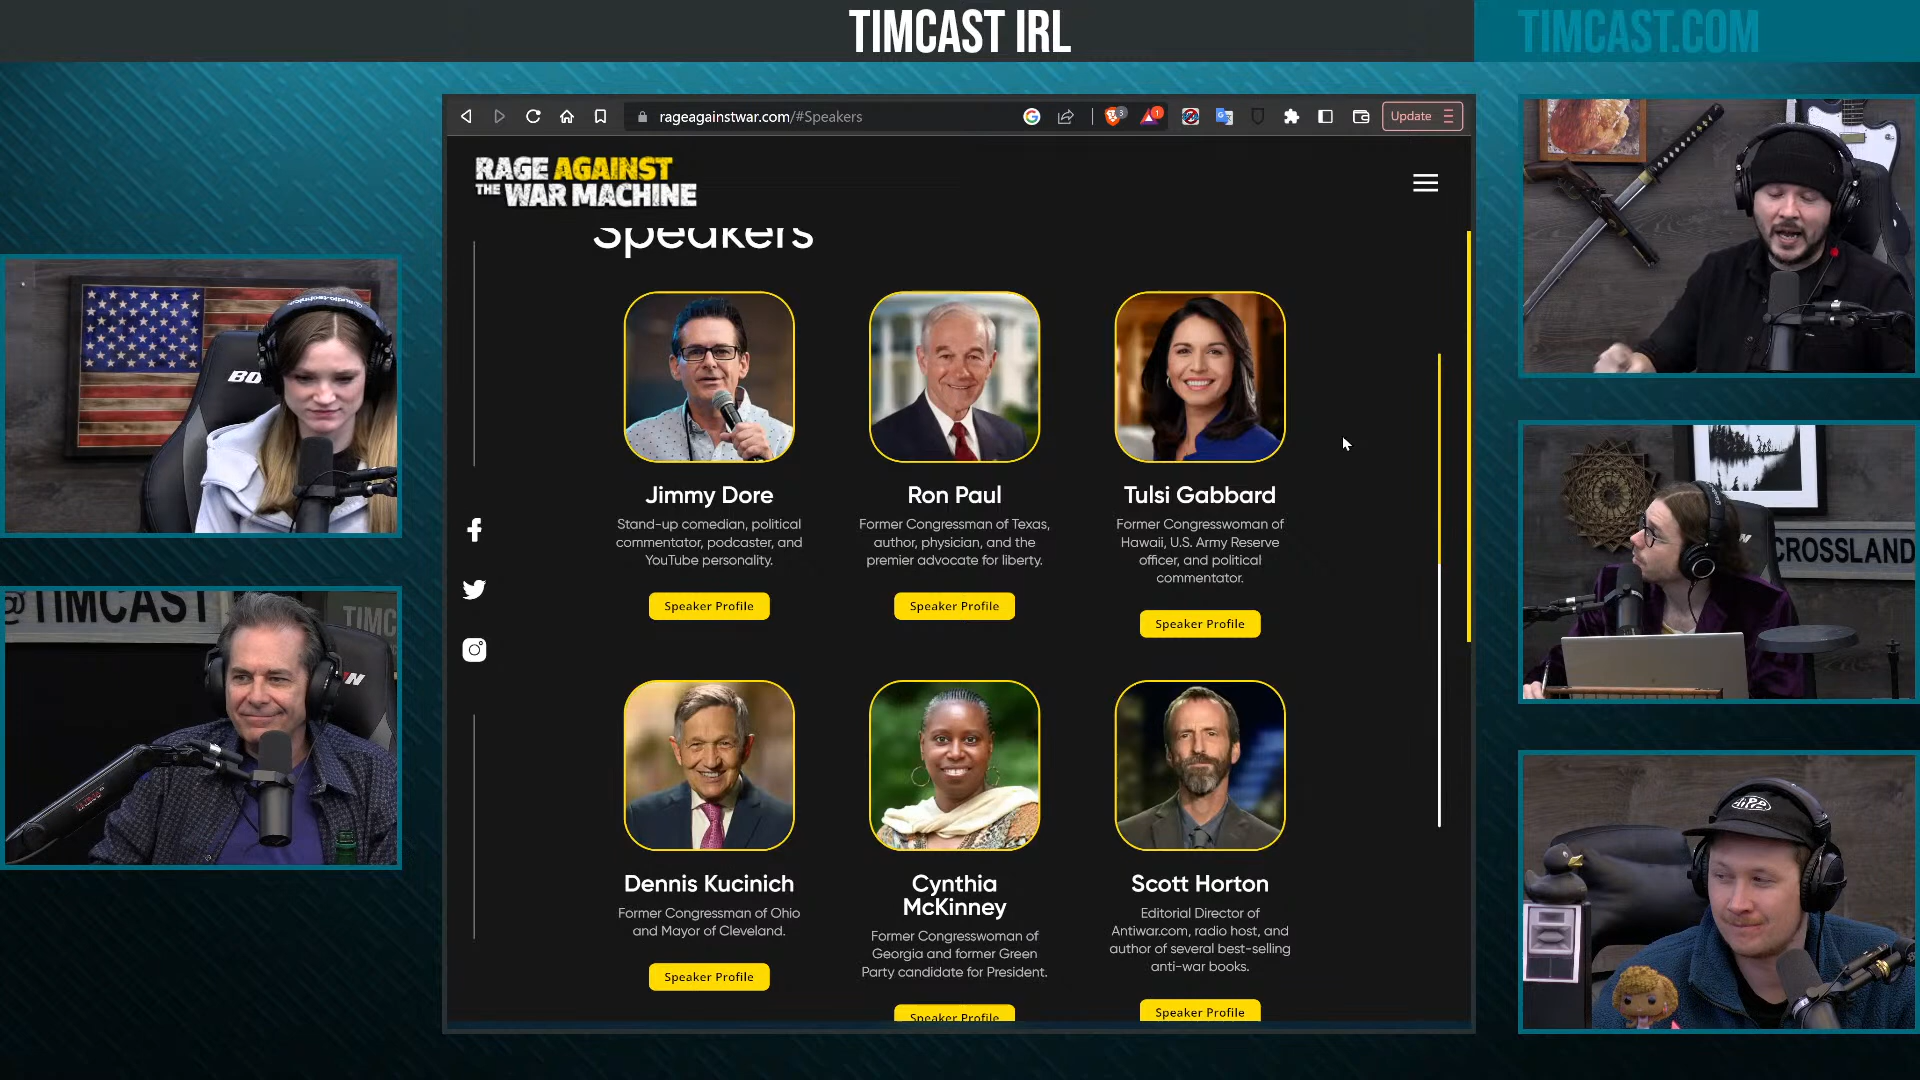 TIMCAST IRL
TIMCAST.COM
rageagainstwar.com/#Speakers
Update
RAGE AGAINST
THE WAR MACHINE
Speakers
Jimmy Dore
Stand-up comedian, political
commentator, podcaster, and
YouTube personality.
Speaker Profile
Ron Paul
Former Congressman of Texas,
author, physician, and the
premier advocate for liberty.
Speaker Profile
Tulsi Gabbard
Former Congresswoman of
Hawaii, U.S. Army Reserve
officer, and political
commentator.
Speaker Profile
Dennis Kucinich
Former Congressman of Ohio
and Mayor of Cleveland.
Speaker Profile
Cynthia
McKinney
Former Congresswoman of
Georgia and former Green
Party candidate for President.
Speaker Profile
Scott Horton
Editorial Director of
Antiwar.com, radio host, and
author of several best-selling
anti-war books.
Speaker Profile
BO
@TIMCAST
TIMC
N
CROSSLAND